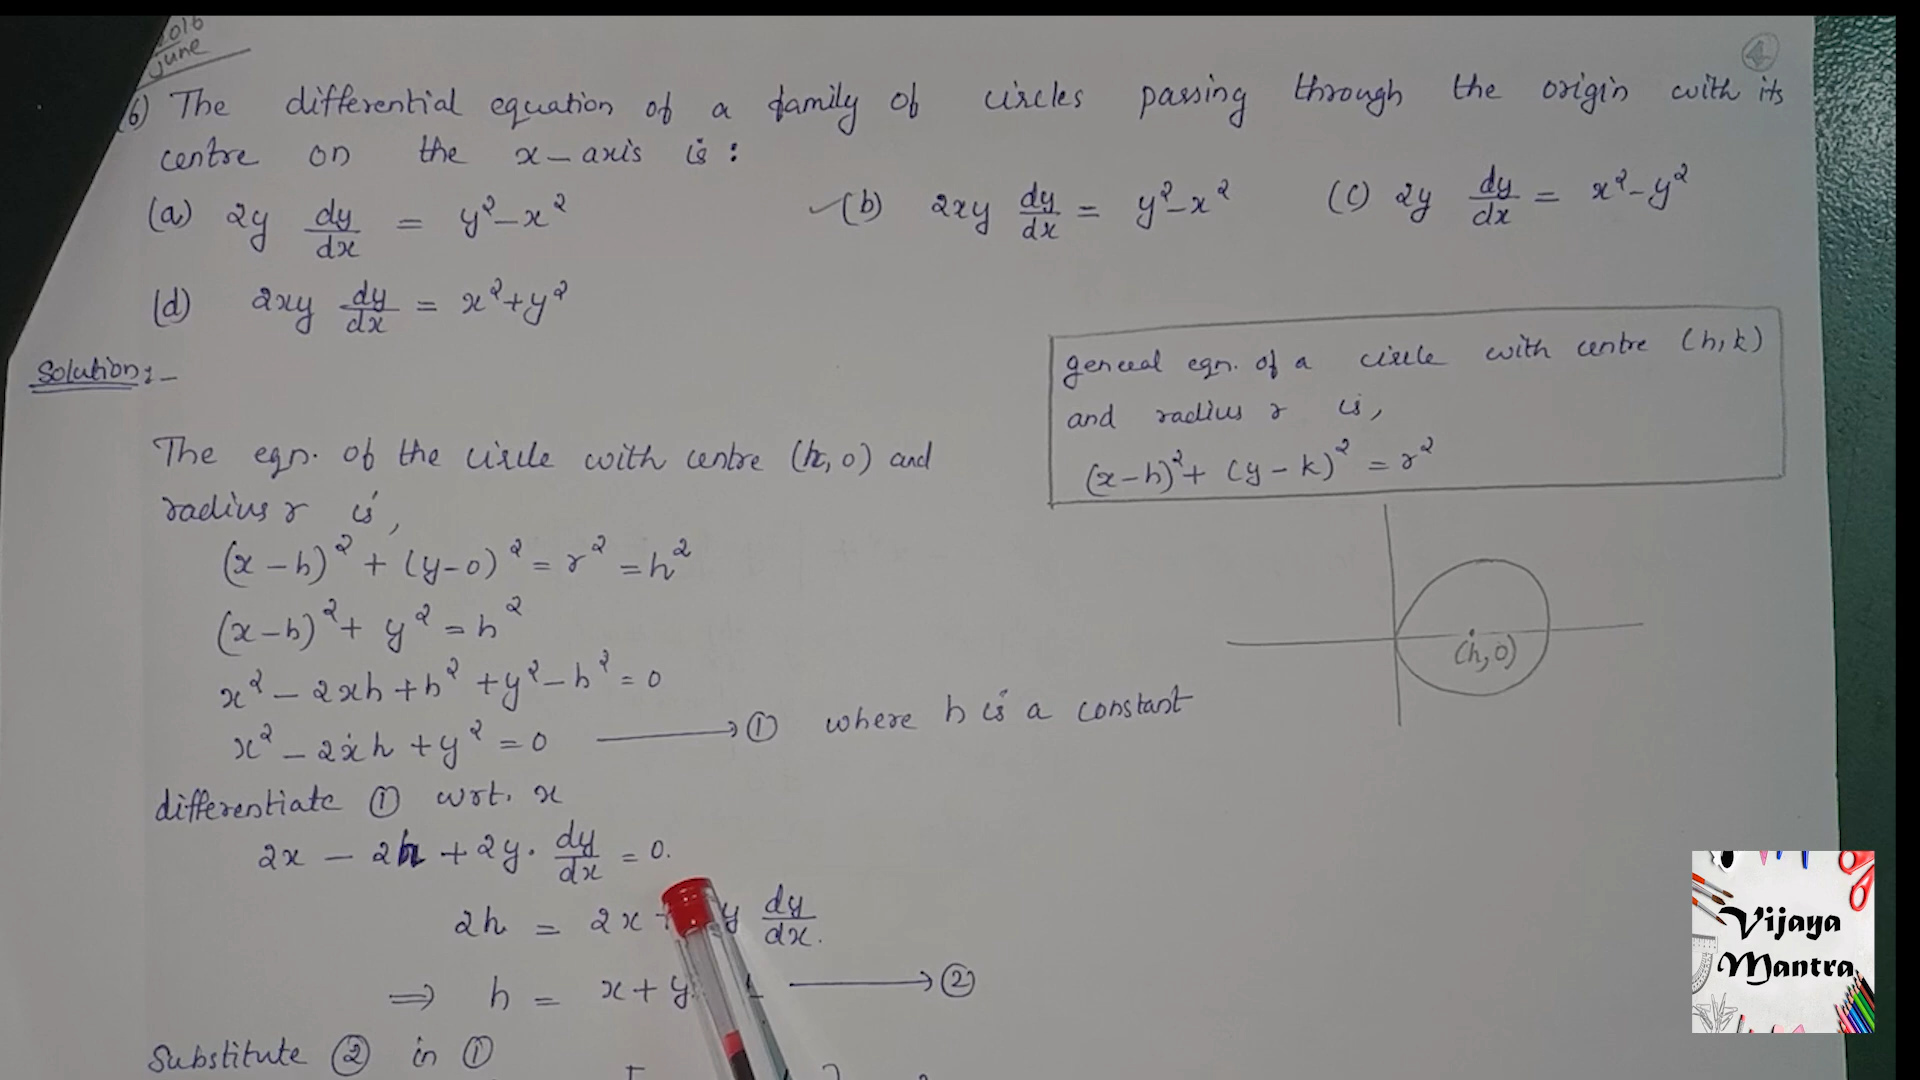 2016
June
4
6) The differential equation of a family of circles passing through the origin with its
centre on the x-axis is:
(a) 2y dy/dx = y²-x² (b) 2xy dy/dx = y²-x² (c) 2y dy/dx = x²-y²
(d) 2xy dy/dx = x²+y²
general eqn. of a circle with centre (h,k)
and radius r is,
(x-h)²+ (y-k)² = r²
Solution:-
The eqn. of the circle with centre (h,0) and
radius r is,
(x-h)² + (y-0)² = r² = h²
(x-h)²+ y² = h²
x² - 2xh + h² + y² - h² = 0
x² - 2xh + y² = 0 → ① where h is a constant
(h,0)
differentiate ① wrt. x
2x - 2h + 2y. dy/dx = 0.
2h = 2x y dy/dx.
⇒ h = x + y → ②
Substitute ② in ①
Vijaya
Mantra